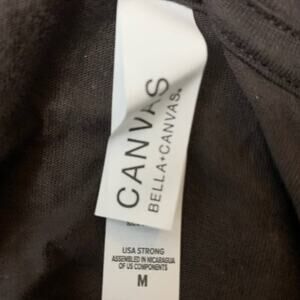 CANVAS
BELLA+CANVAS®
USA STRONG
ASSEMBLED IN NICARAGUA
OF US COMPONENTS
M